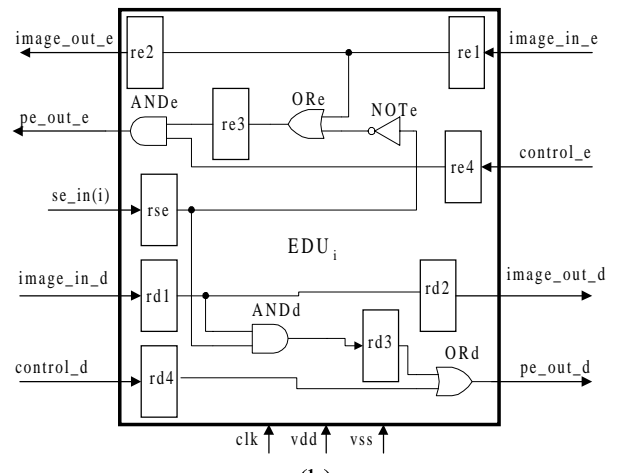 image_out_e re2 re1 image_in_e
ANDe ORe NOTe
pe_out_e re3
re4 control_e
se_in(i) rse
EDUi
image_in_d rd1 rd2 image_out_d
ANDd
rd3 ORd
control_d rd4 pe_out_d
clk vdd vss